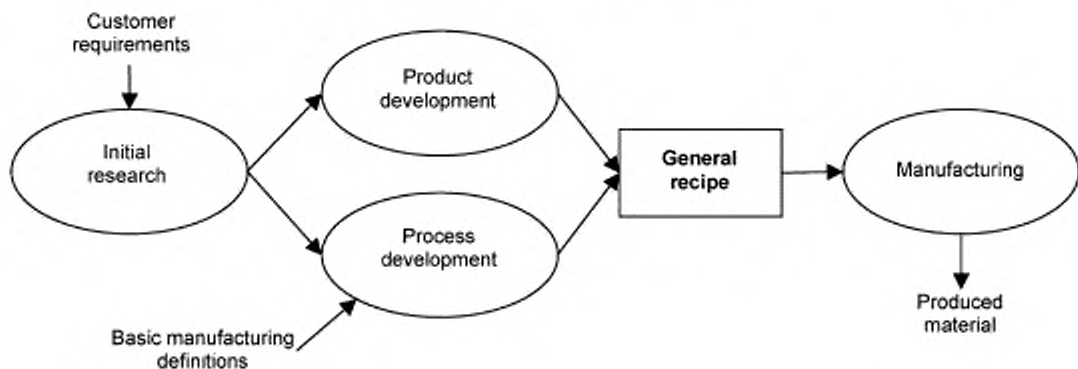 Customer
requirements
Initial
research
Product
development
Process
development
Basic manufacturing
definitions
General
recipe
Manufacturing
Produced
material